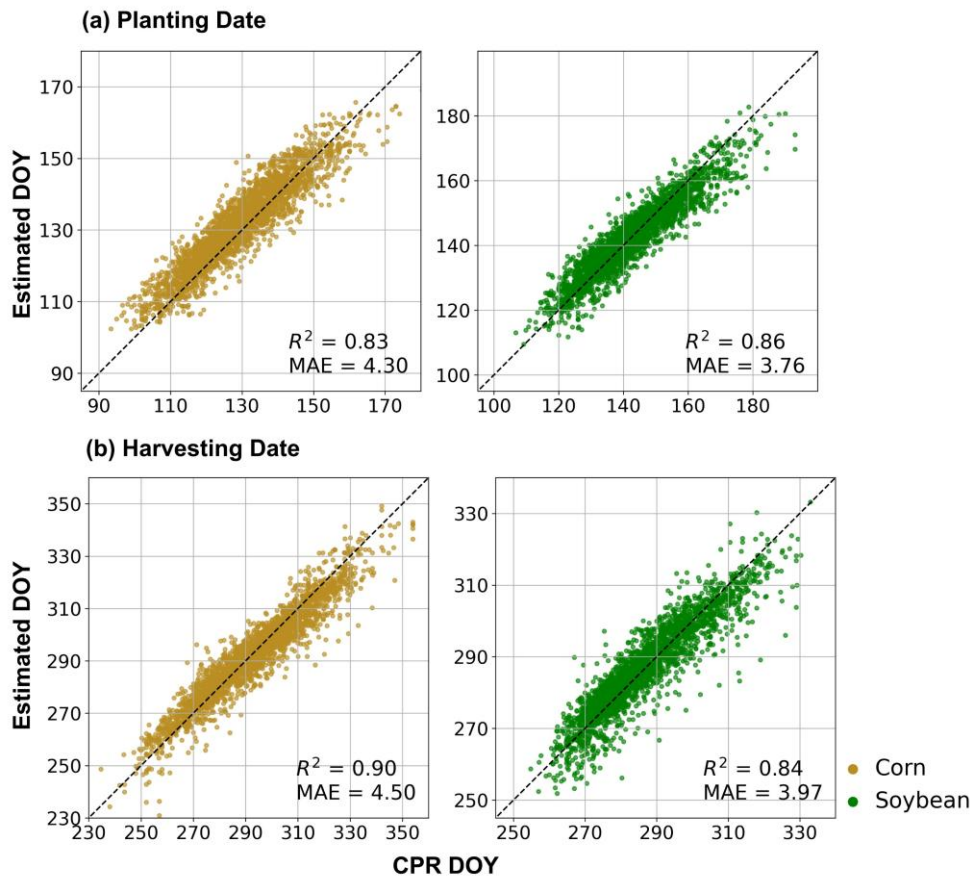 (a) Planting Date
Estimated DOY
170
150
130
110
90
90 110 130 150 170
R² = 0.83
MAE = 4.30
180
160
140
120
100
100 120 140 160 180
R² = 0.86
MAE = 3.76
(b) Harvesting Date
Estimated DOY
350
330
310
290
270
250
230
230 250 270 290 310 330 350
R² = 0.90
MAE = 4.50
330
310
290
270
250
250 270 290 310 330
R² = 0.84
MAE = 3.97
Corn
Soybean
CPR DOY